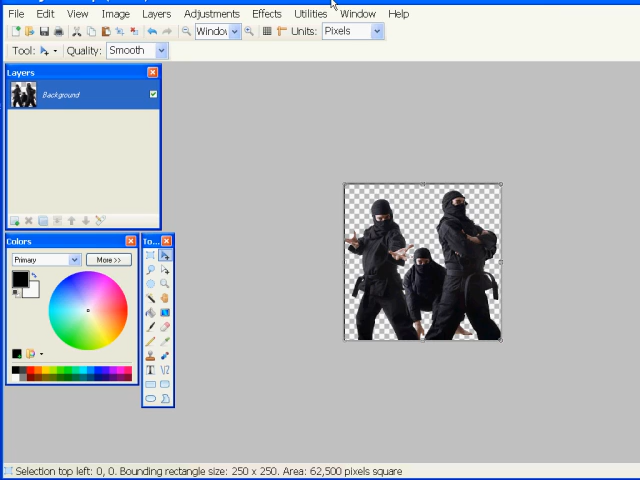 File Edit View Image Layers Adjustments Effects Utilities Window Help
Window Units: Pixels
Tool: Quality: Smooth
Layers
Background
Colors To...
Primary More >>
Selection top left: 0, 0. Bounding rectangle size: 250 x 250. Area: 62,500 pixels square